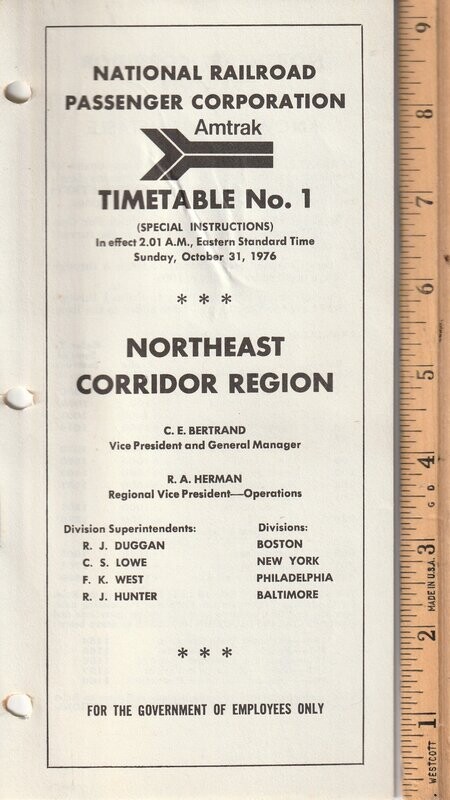 NATIONAL RAILROAD
PASSENGER CORPORATION
Amtrak
TIMETABLE No. 1
(SPECIAL INSTRUCTIONS)
In effect 2.01 A.M., Eastern Standard Time
Sunday, October 31, 1976
* * *
NORTHEAST
CORRIDOR REGION
C. E. BERTRAND
Vice President and General Manager
R. A. HERMAN
Regional Vice President—Operations
Division Superintendents: Divisions:
R. J. DUGGAN BOSTON
C. S. LOWE NEW YORK
F. K. WEST PHILADELPHIA
R. J. HUNTER BALTIMORE
* * *
FOR THE GOVERNMENT OF EMPLOYEES ONLY
9
8
7
6
5
4
G D
3
MADE IN U.S.A.
2
1
WESTCOTT